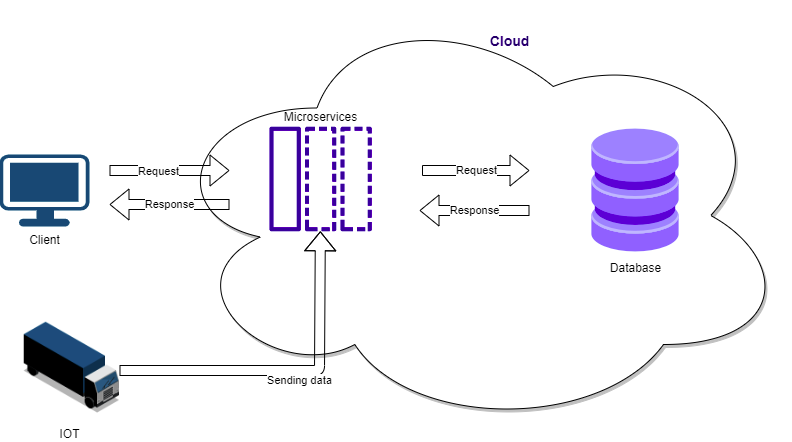 Cloud
Microservices
Request
Request
Response
Response
Client
Database
Sending data
IOT